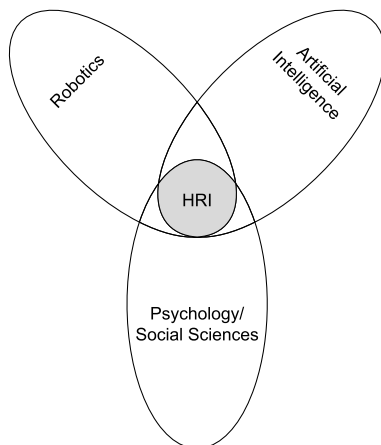 Robotics
Artificial
Intelligence
HRI
Psychology/
Social Sciences